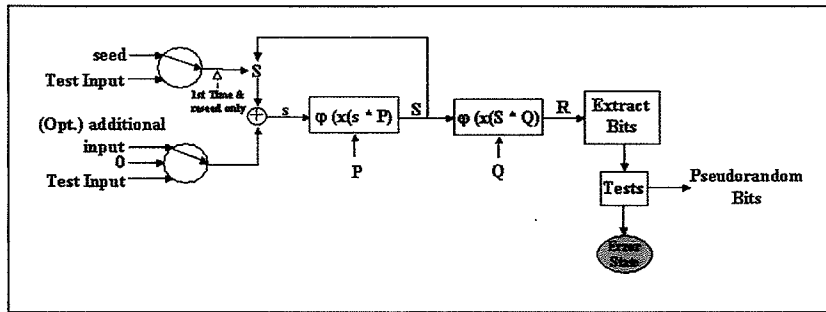 seed
Test Input
S
1st Time &
reseed only
(Opt.) additional
input
0
Test Input
+
s
φ (x(s * P)
P
S
φ (x(S * Q)
Q
R
Extract
Bits
Tests
Pseudorandom
Bits
Error
State